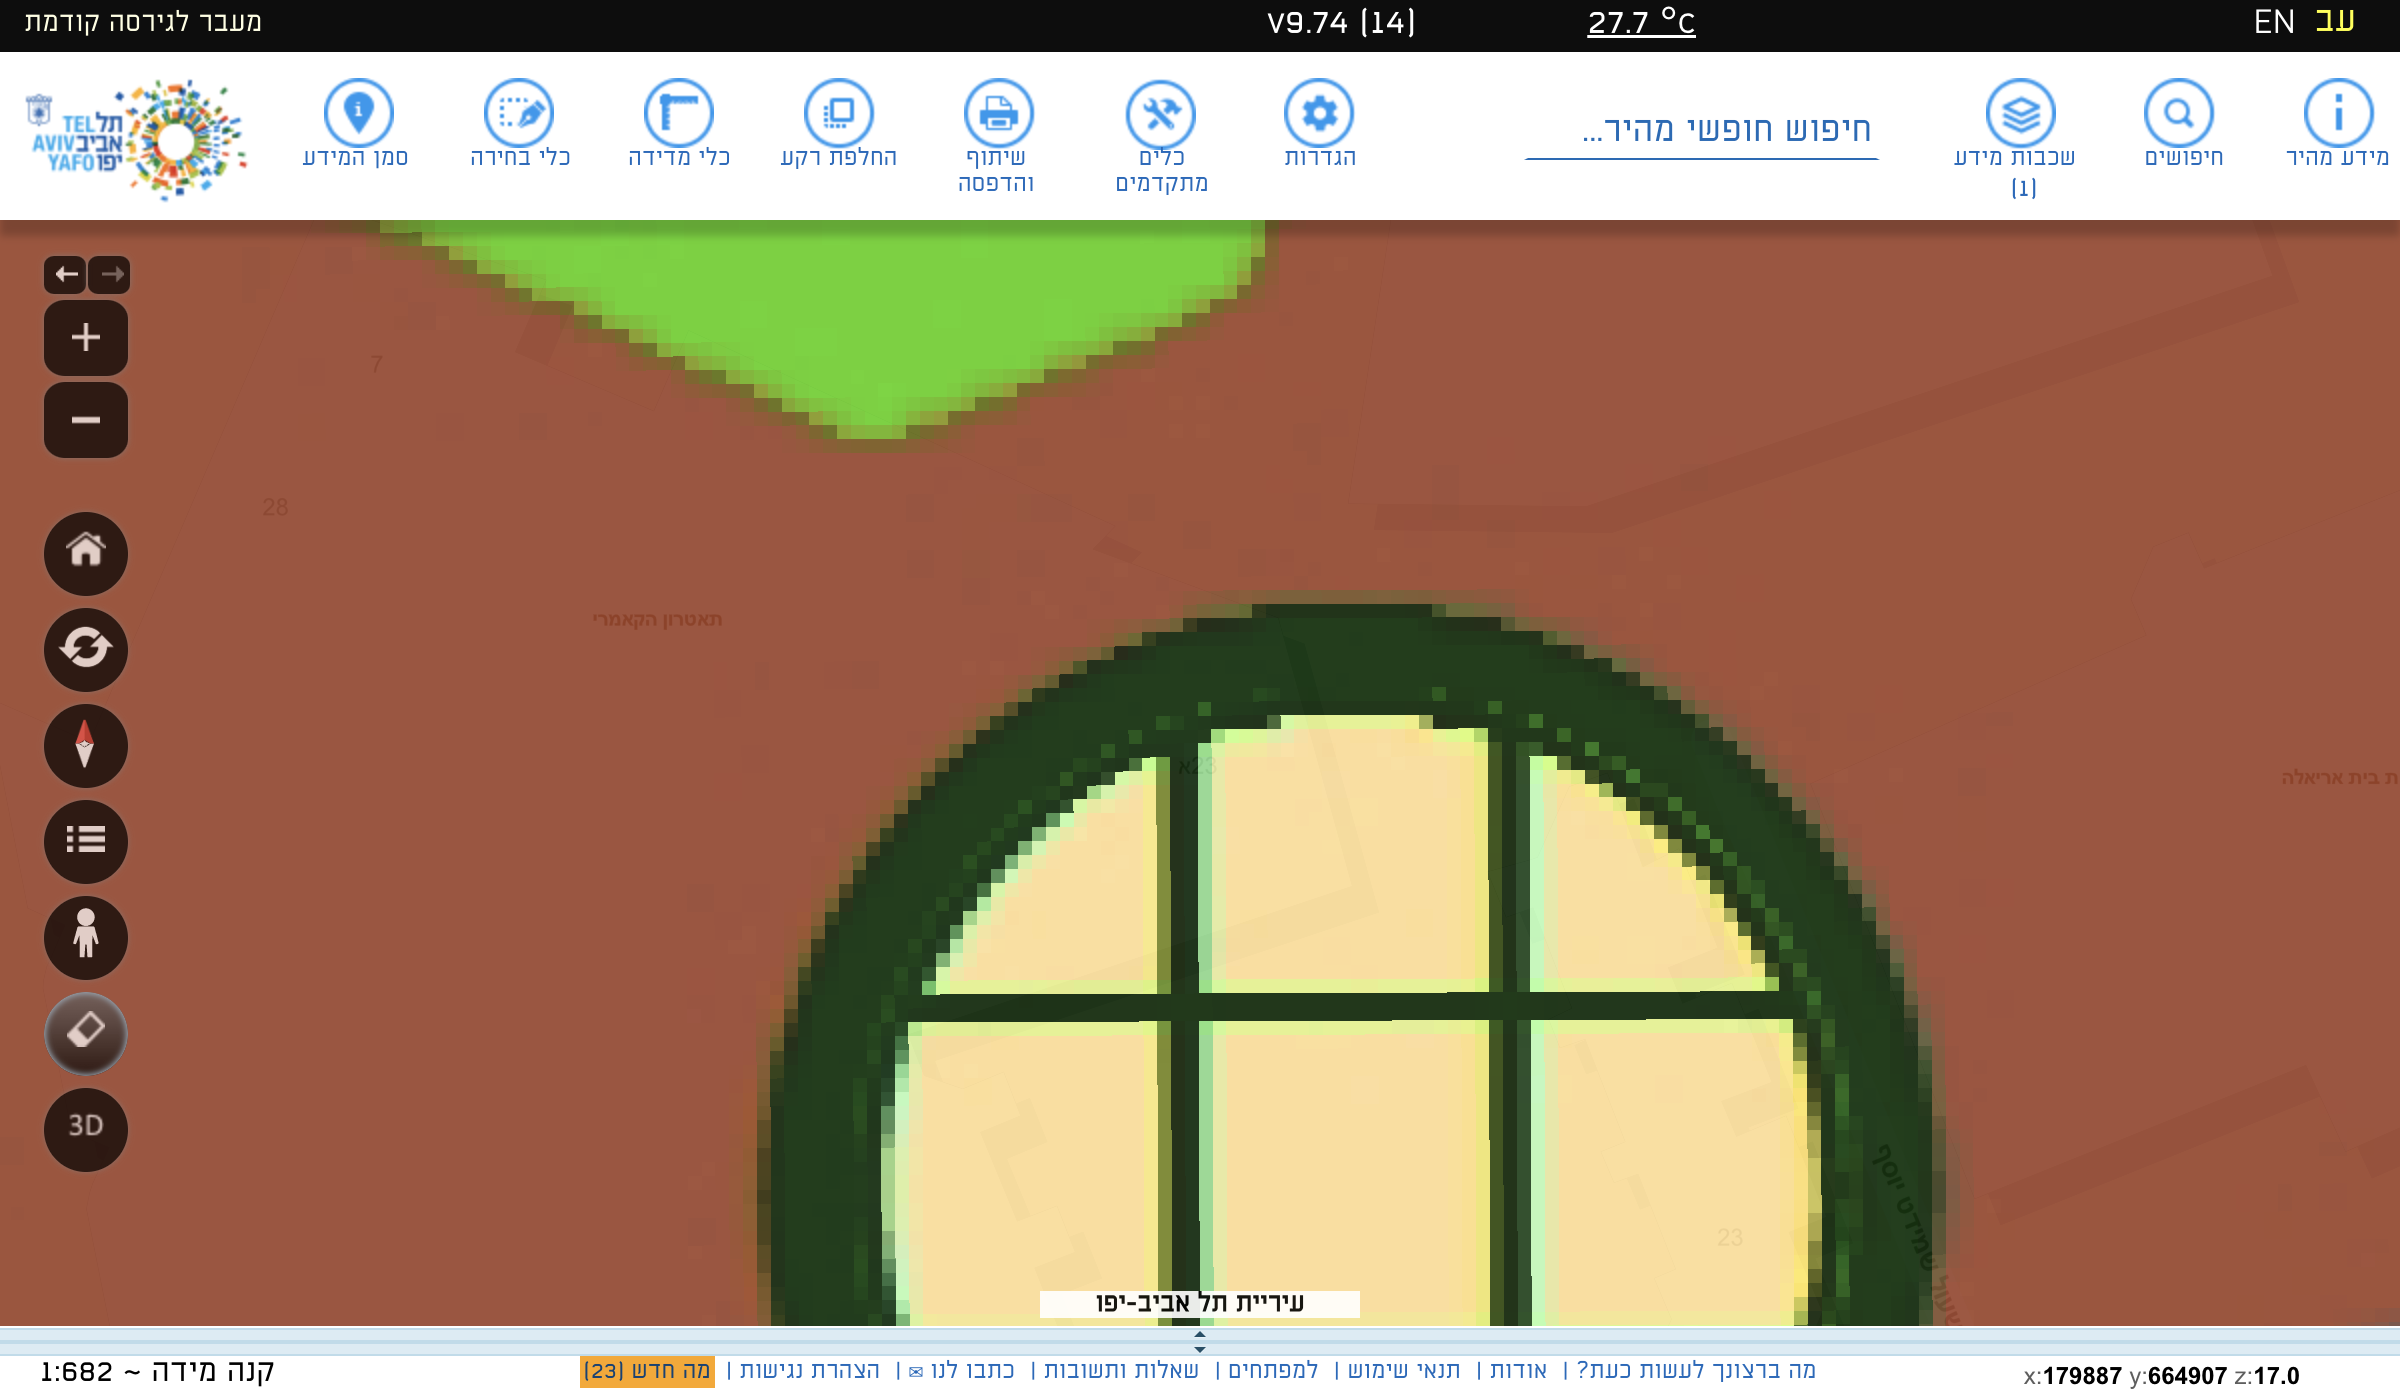 עב EN
27.7 °c
V9.74 (14)
מעבר לגירסה קודמת
מידע מהיר
חיפושים
שכבות מידע
(1)
חיפוש חופשי מהיר...
הגדרות
כלים
מתקדמים
שיתוף
והדפסה
החלפת רקע
כלי מדידה
כלי בחירה
סמן המידע
תל אביב יפו
TEL AVIV YAFO
7
28
תאטרון הקאמרי
23א
ת בית אריאלה
3D
23
שאול שמידט יוסף
עיריית תל אביב-יפו
מה ברצונך לעשות כעת? | אודות | תנאי שימוש | למפתחים | שאלות ותשובות | כתבו לנו ✉ | הצהרת נגישות | מה חדש (23)
קנה מידה ~ 1:682
x:179887 y:664907 z:17.0